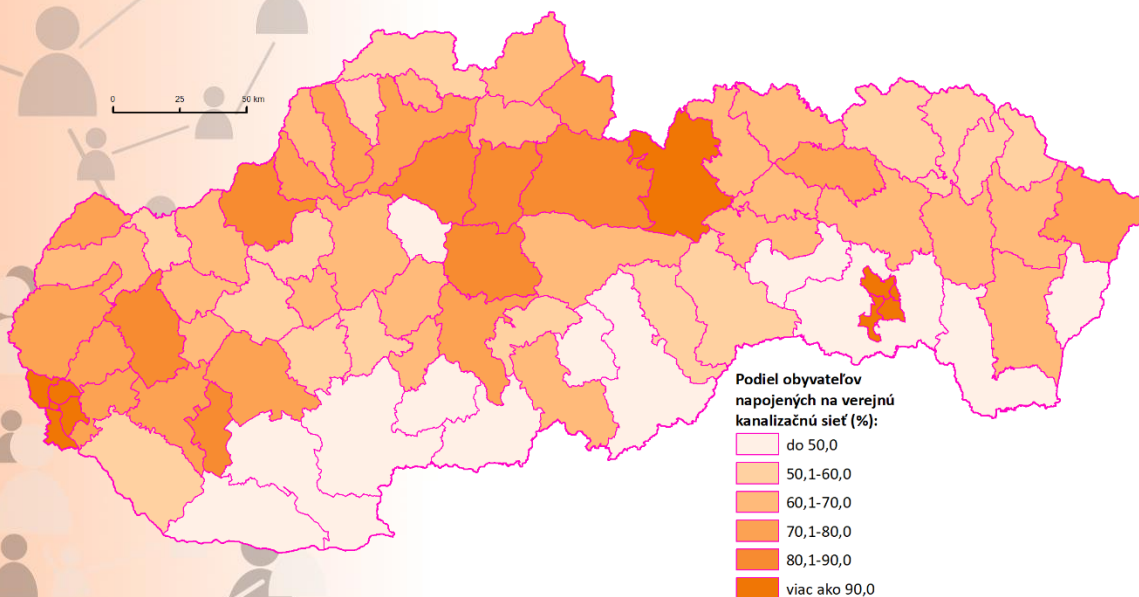 0 25 50 km
Podiel obyvateľov
napojených na verejnú
kanalizačnú sieť (%):
do 50,0
50,1-60,0
60,1-70,0
70,1-80,0
80,1-90,0
viac ako 90,0